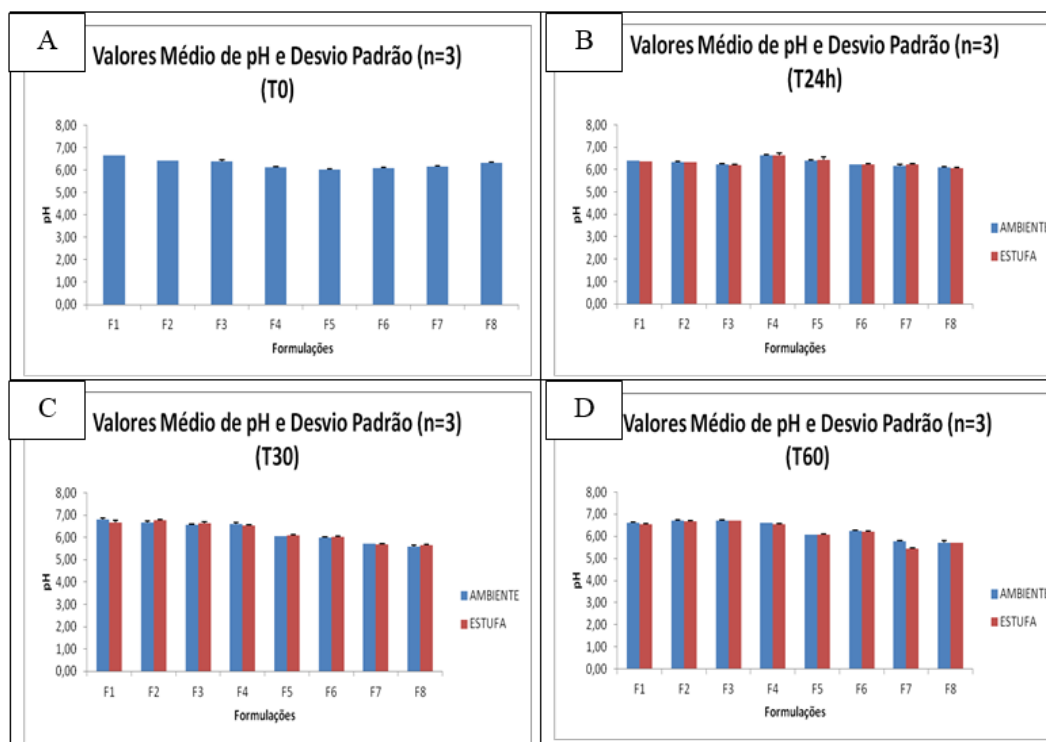 A
Valores Médio de pH e Desvio Padrão (n=3)
(T0)
8,00
7,00
6,00
5,00
4,00
3,00
2,00
1,00
0,00
pH
F1 F2 F3 F4 F5 F6 F7 F8
Formulações
B
Valores Médio de pH e Desvio Padrão (n=3)
(T24h)
8,00
7,00
6,00
5,00
4,00
3,00
2,00
1,00
0,00
pH
F1 F2 F3 F4 F5 F6 F7 F8
Formulações
AMBIENTE
ESTUFA
C
Valores Médio de pH e Desvio Padrão (n=3)
(T30)
8,00
7,00
6,00
5,00
4,00
3,00
2,00
1,00
0,00
pH
F1 F2 F3 F4 F5 F6 F7 F8
Formulações
AMBIENTE
ESTUFA
D
Valores Médio de pH e Desvio Padrão (n=3)
(T60)
8,00
7,00
6,00
5,00
4,00
3,00
2,00
1,00
0,00
pH
F1 F2 F3 F4 F5 F6 F7 F8
Formulações
AMBIENTE
ESTUFA